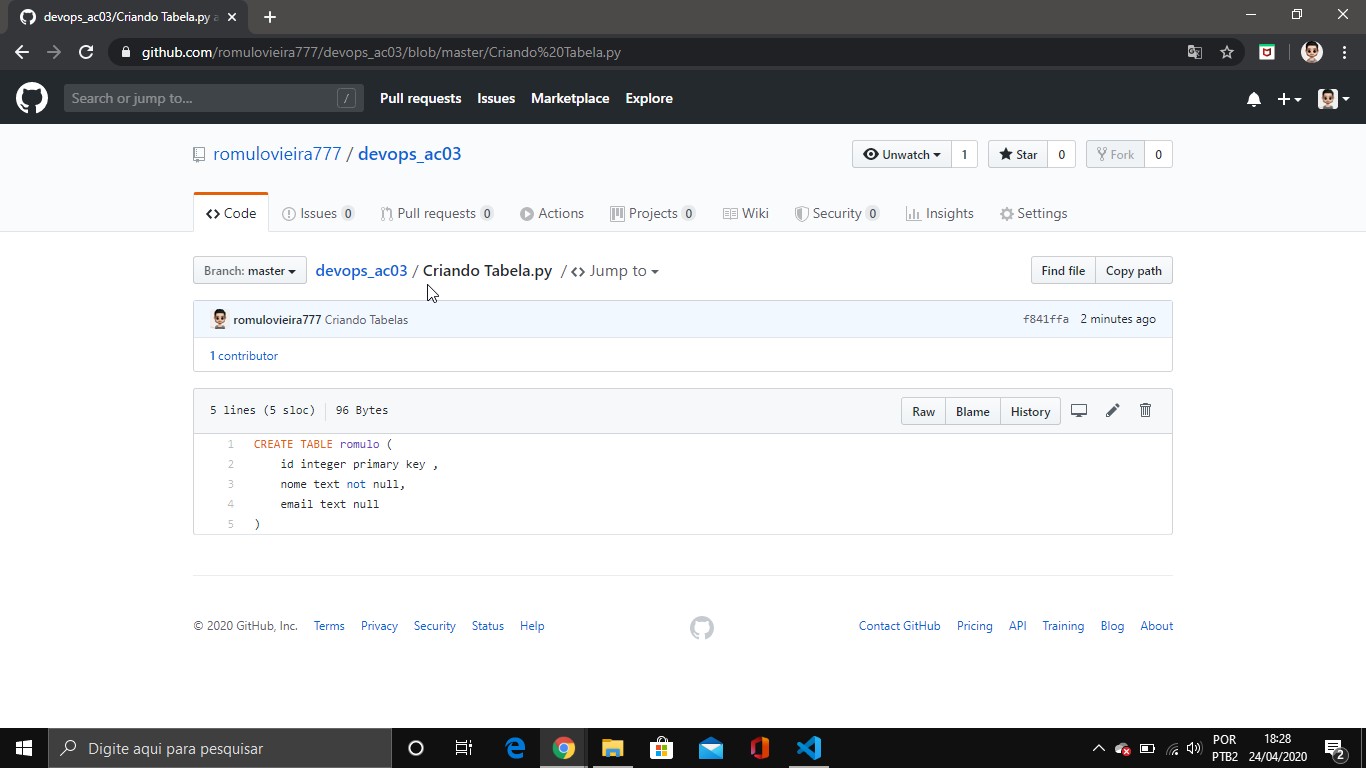 devops_ac03/Criando Tabela.py a
github.com/romulovieira777/devops_ac03/blob/master/Criando%20Tabela.py
Search or jump to... / Pull requests Issues Marketplace Explore
romulovieira777 / devops_ac03 Unwatch 1 Star 0 Fork 0
Code Issues 0 Pull requests 0 Actions Projects 0 Wiki Security 0 Insights Settings
Branch: master devops_ac03 / Criando Tabela.py / Jump to Find file Copy path
romulovieira777 Criando Tabelas f841ffa 2 minutes ago
1 contributor
5 lines (5 sloc) 96 Bytes Raw Blame History
1 CREATE TABLE romulo (
2 id integer primary key ,
3 nome text not null,
4 email text null
5 )
© 2020 GitHub, Inc. Terms Privacy Security Status Help Contact GitHub Pricing API Training Blog About
Digite aqui para pesquisar
POR 18:28
PTB2 24/04/2020 2